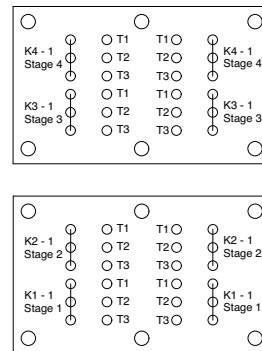 K4 - 1 T1 T1 K4 - 1
Stage 4 T2 T2 Stage 4
T3 T3
K3 - 1 T1 T1 K3 - 1
Stage 3 T2 T2 Stage 3
T3 T3
K2 - 1 T1 T1 K2 - 1
Stage 2 T2 T2 Stage 2
T3 T3
K1 - 1 T1 T1 K1 - 1
Stage 1 T2 T2 Stage 1
T3 T3